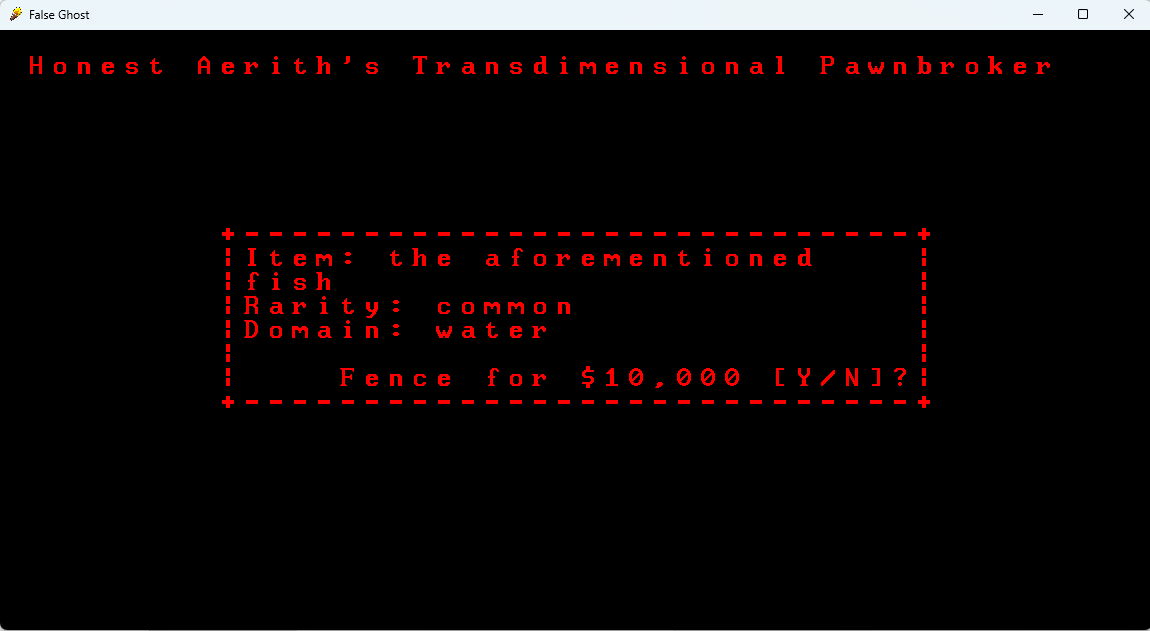 False Ghost
Honest Aerith's Transdimensional Pawnbroker
Item: the aforementioned
fish
Rarity: common
Domain: water
Fence for $10,000 [Y/N]?